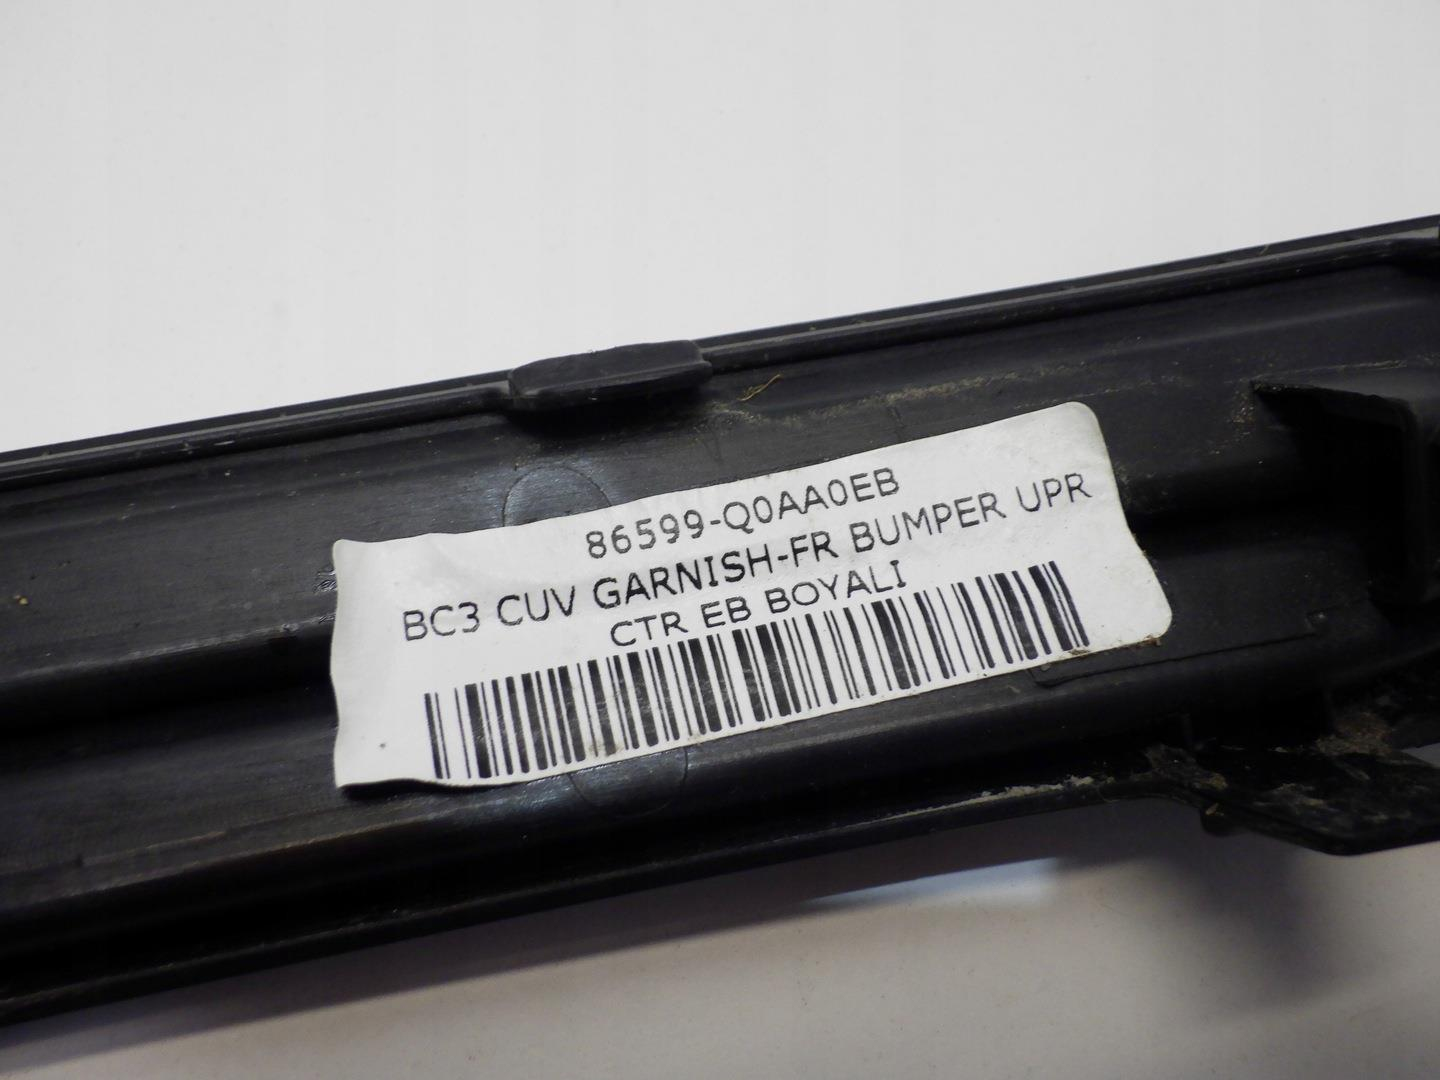 86599-Q0AA0EB
BC3 CUV GARNISH-FR BUMPER UPR
CTR EB BOYALI